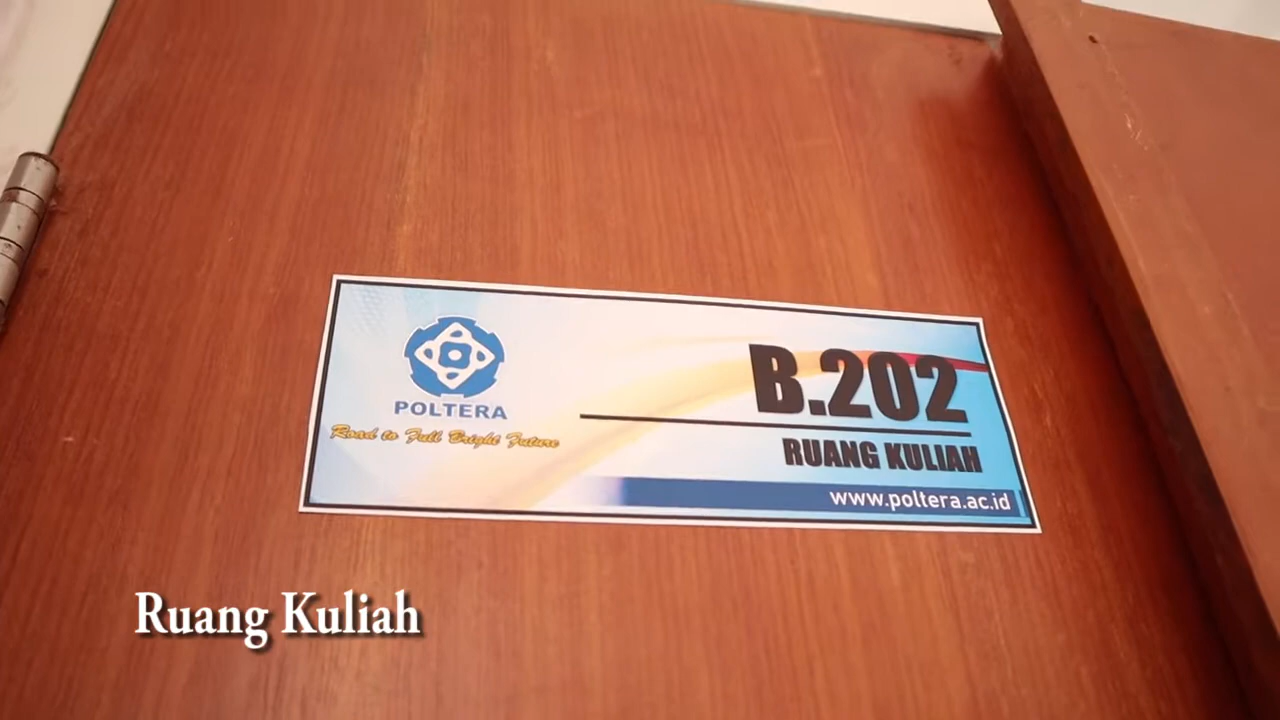 POLTERA
Road to Full Bright Future
B.202
RUANG KULIAH
www.poltera.ac.id
Ruang Kuliah